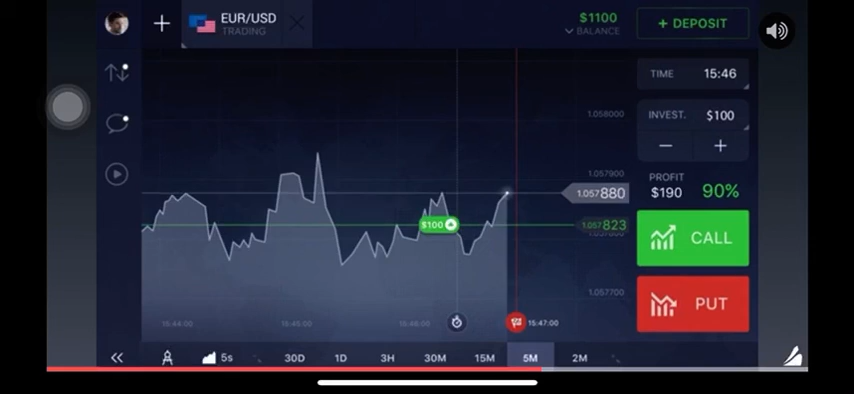 EUR/USD
TRADING
$1100
BALANCE
+ DEPOSIT
TIME 15:46
INVEST. $100
− +
PROFIT
$190 90%
CALL
PUT
1.058000
1.057900
1.057880
1.057823
1.057700
$100
15:44:00
15:45:00
15:46:00
15:47:00
5s
30D
1D
3H
30M
15M
5M
2M